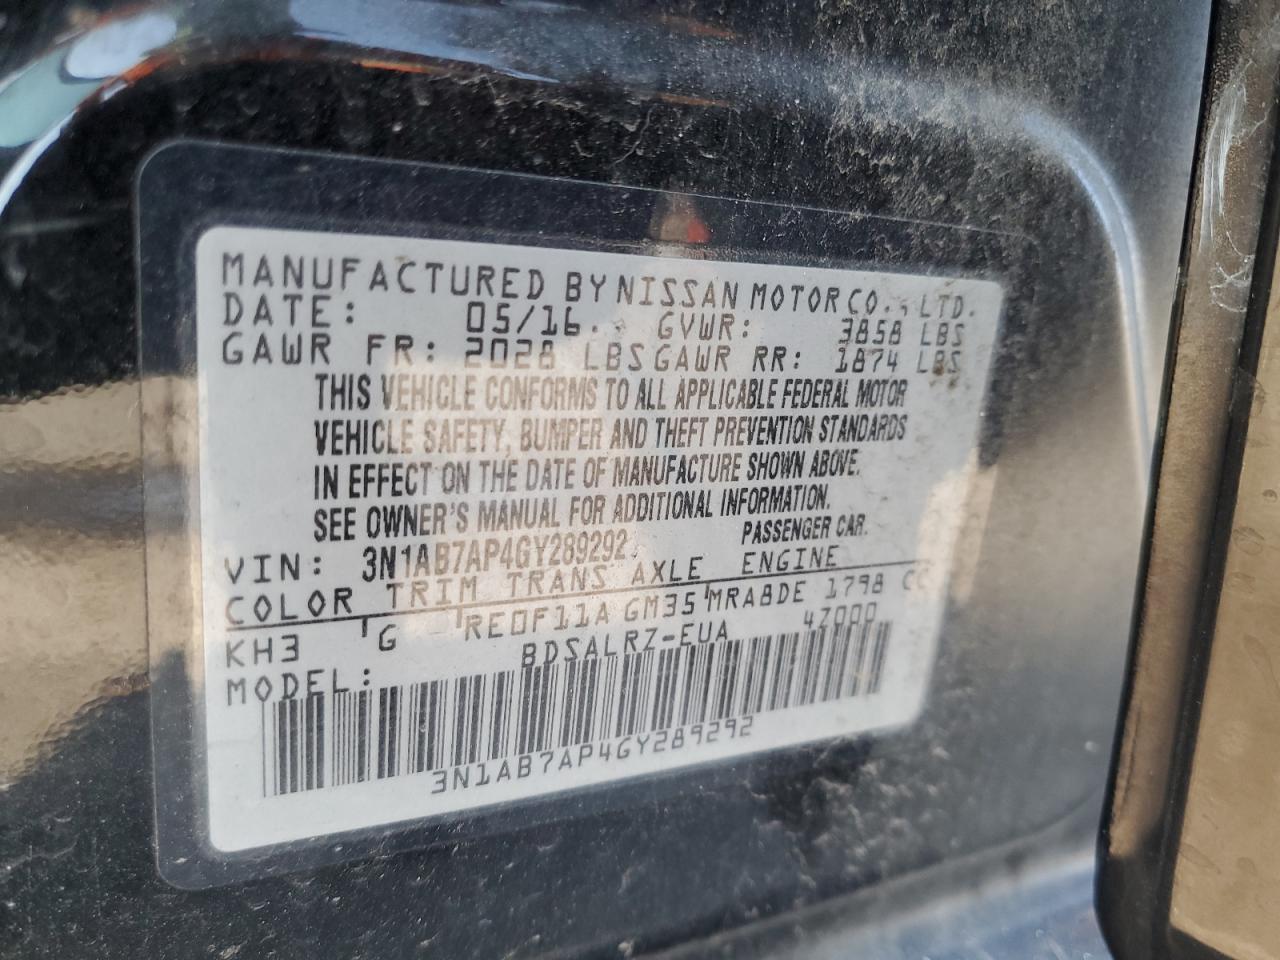 MANUFACTURED BY NISSAN MOTOR CO., LTD.
DATE: 05/16 GVWR: 3858 LBS
GAWR FR: 2028 LBS GAWR RR: 1874 LBS
THIS VEHICLE CONFORMS TO ALL APPLICABLE FEDERAL MOTOR
VEHICLE SAFETY, BUMPER AND THEFT PREVENTION STANDARDS
IN EFFECT ON THE DATE OF MANUFACTURE SHOWN ABOVE.
SEE OWNER'S MANUAL FOR ADDITIONAL INFORMATION.
VIN: 3N1AB7AP4GY289292 PASSENGER CAR.
COLOR TRIM TRANS AXLE ENGINE
KH3 G RE0F11A GM35 MRA8DE 1798 CC
MODEL: BDSALRZ-EUA 4Z000
3N1AB7AP4GY289292